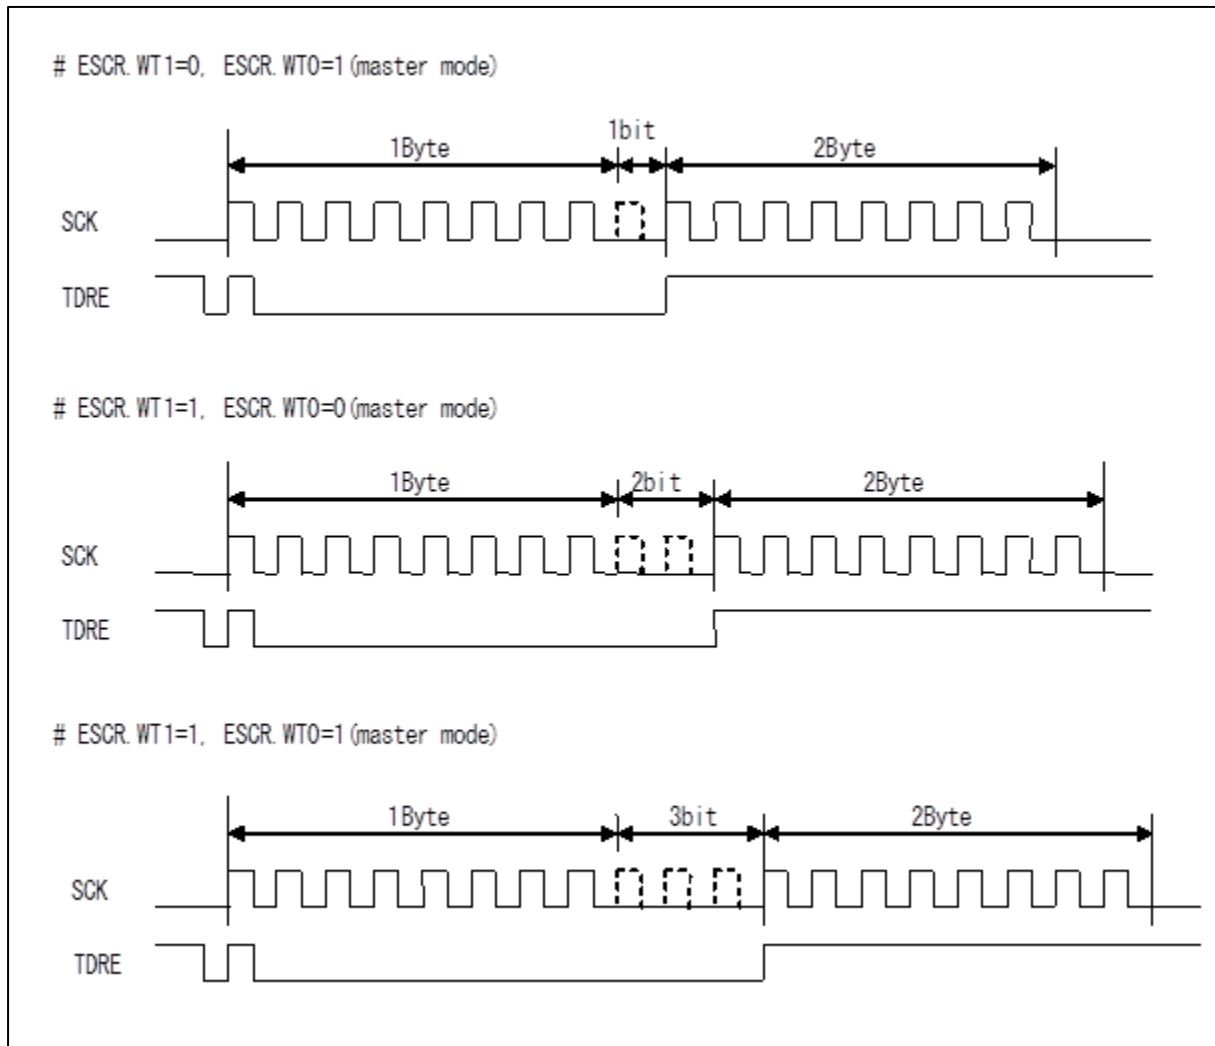 # ESCR.WT1=0, ESCR.WT0=1(master mode)
1Byte 1bit 2Byte
SCK
TDRE
# ESCR.WT1=1, ESCR.WT0=0(master mode)
1Byte 2bit 2Byte
SCK
TDRE
# ESCR.WT1=1, ESCR.WT0=1(master mode)
1Byte 3bit 2Byte
SCK
TDRE